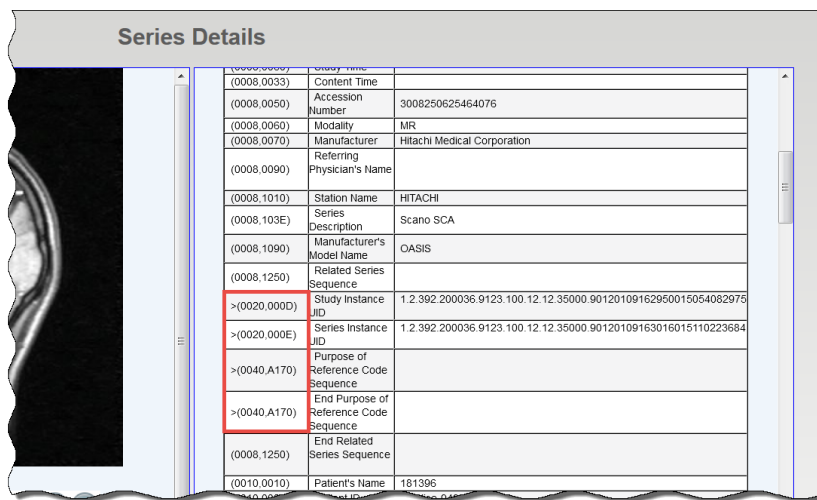 Series Details
(0008,0033) Content Time
(0008,0050) Accession Number 3008250625464076
(0008,0060) Modality MR
(0008,0070) Manufacturer Hitachi Medical Corporation
(0008,0090) Referring Physician's Name
(0008,1010) Station Name HITACHI
(0008,103E) Series Description Scano SCA
(0008,1090) Manufacturer's Model Name OASIS
(0008,1250) Related Series Sequence
>(0020,000D) Study Instance UID 1.2.392.200036.9123.100.12.12.35000.90120109162950015054082975
>(0020,000E) Series Instance UID 1.2.392.200036.9123.100.12.12.35000.90120109163016015110223684
>(0040,A170) Purpose of Reference Code Sequence
>(0040,A170) End Purpose of Reference Code Sequence
(0008,1250) End Related Series Sequence
(0010,0010) Patient's Name 181396